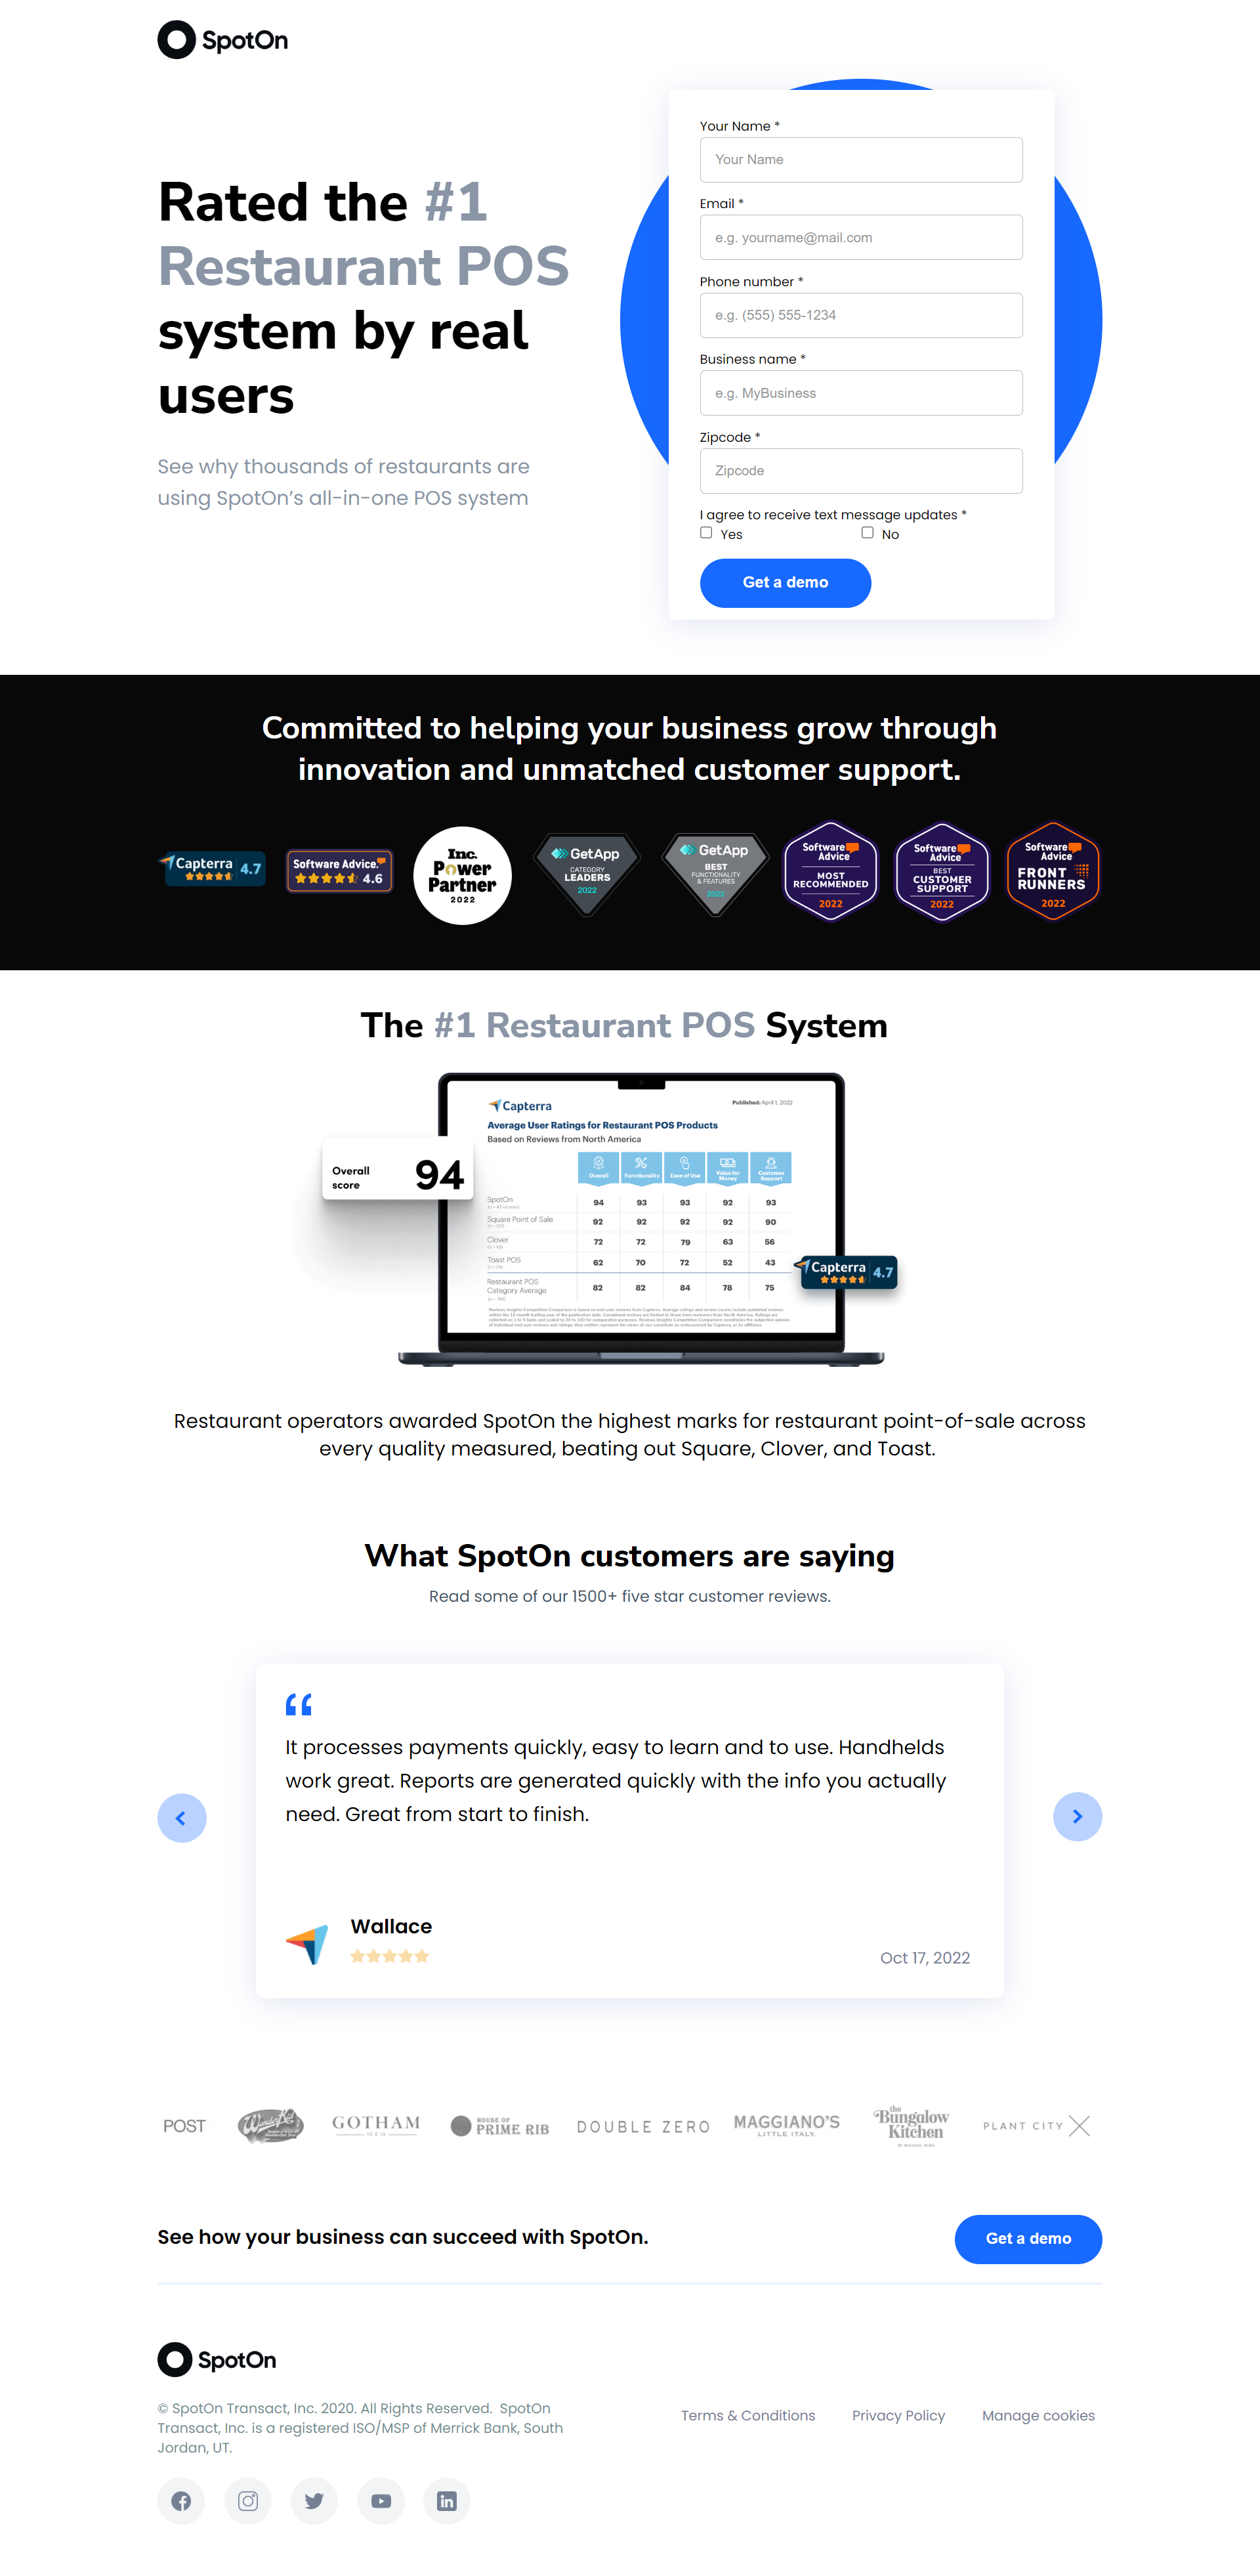 SpotOn
Rated the #1
Restaurant POS
system by real
users
See why thousands of restaurants are
using SpotOn’s all-in-one POS system
Your Name *
Your Name
Email *
e.g. yourname@mail.com
Phone number *
e.g. (555) 555-1234
Business name *
e.g. MyBusiness
Zipcode *
Zipcode
I agree to receive text message updates *
Yes No
Get a demo
Committed to helping your business grow through
innovation and unmatched customer support.
Capterra 4.7
Software Advice. 4.6
Inc.
Power
Partner
2022
GetApp
CATEGORY
LEADERS
2022
GetApp
BEST
FUNCTIONALITY
& FEATURES
2022
Software
Advice
MOST
RECOMMENDED
2022
Software
Advice
BEST
CUSTOMER
SUPPORT
2022
Software
Advice
FRONT
RUNNERS
2022
The #1 Restaurant POS System
Capterra
Published: April 1, 2022
Average User Ratings for Restaurant POS Products
Based on Reviews from North America
Overall
score
94
Overall Functionality Ease of Use Value for Money Customer Support
SpotOn 94 93 93 92 93
Square Point of Sale 92 92 92 92 90
Clover 72 72 79 63 56
Toast POS 62 70 72 52 43
Restaurant POS
Category Average 82 82 84 78 75
Capterra 4.7
Restaurant operators awarded SpotOn the highest marks for restaurant point-of-sale across
every quality measured, beating out Square, Clover, and Toast.
What SpotOn customers are saying
Read some of our 1500+ five star customer reviews.
It processes payments quickly, easy to learn and to use. Handhelds
work great. Reports are generated quickly with the info you actually
need. Great from start to finish.
Wallace
Oct 17, 2022
POST
GOTHAM
HOUSE OF
PRIME RIB
DOUBLE ZERO
MAGGIANO'S
LITTLE ITALY.
the
Bungalow
Kitchen
BY MICHAEL MINA
PLANT CITY X
See how your business can succeed with SpotOn.
Get a demo
SpotOn
© SpotOn Transact, Inc. 2020. All Rights Reserved. SpotOn
Transact, Inc. is a registered ISO/MSP of Merrick Bank, South
Jordan, UT.
Terms & Conditions
Privacy Policy
Manage cookies